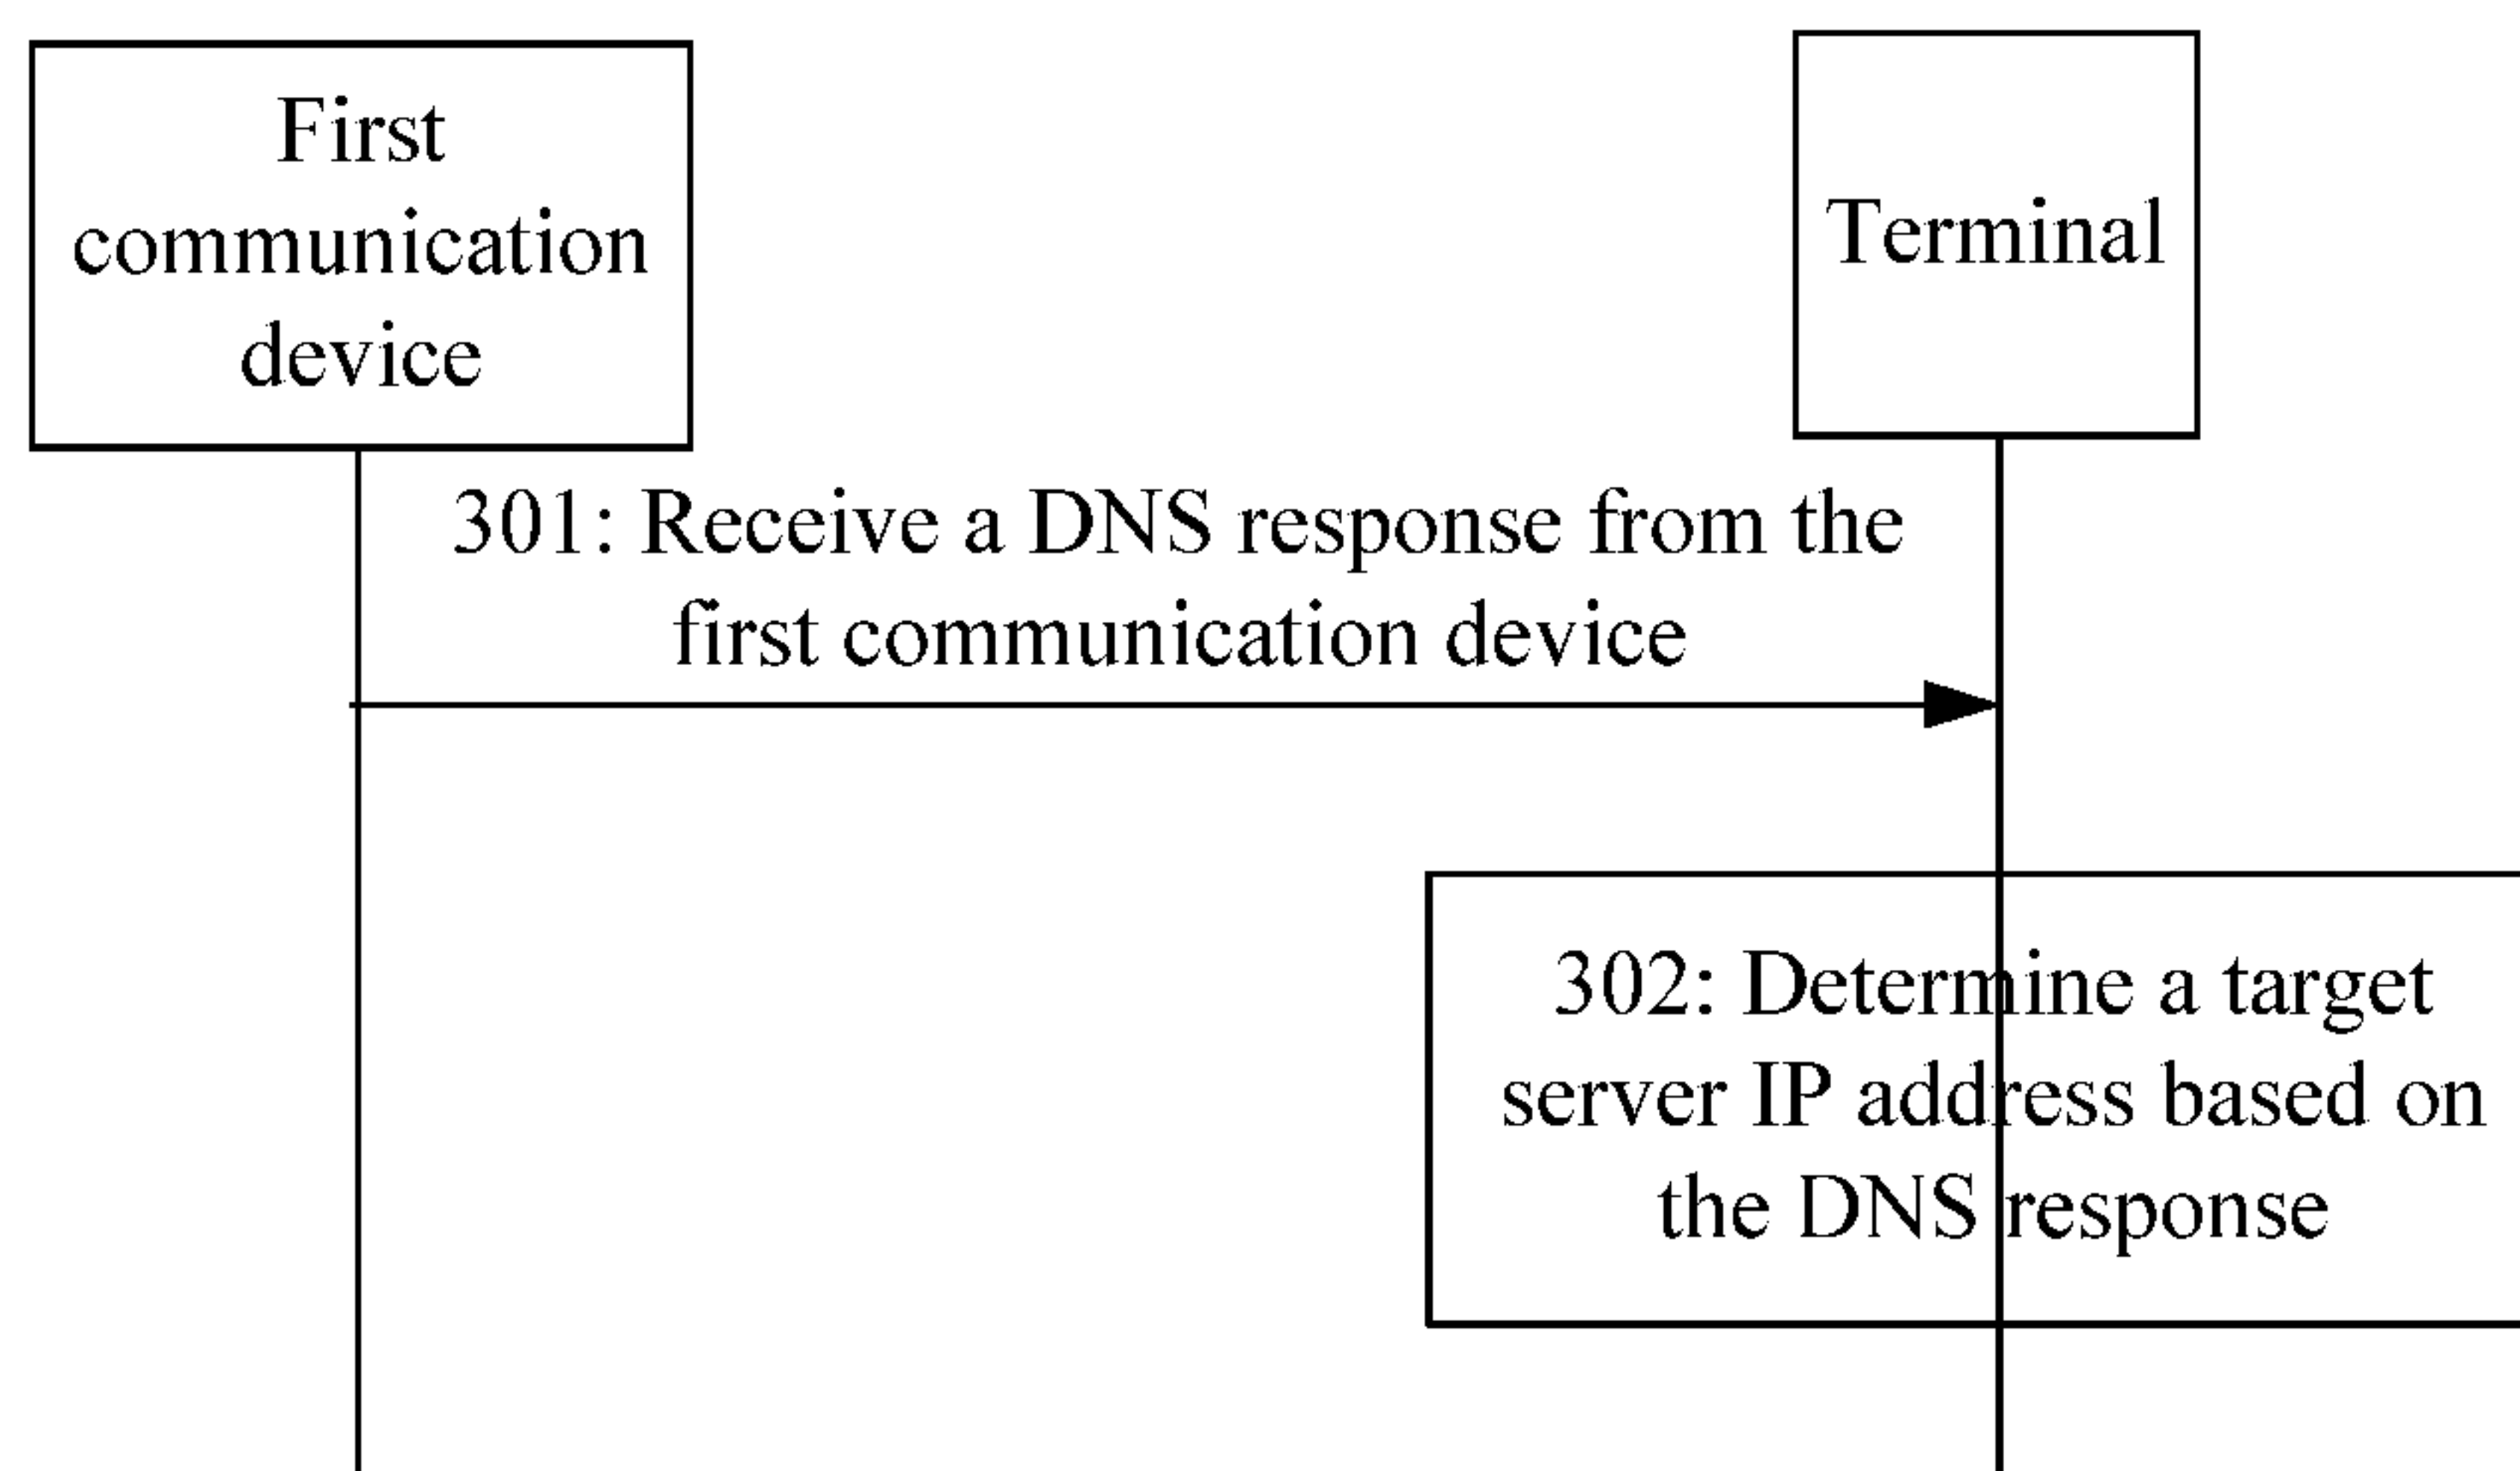 First
communication
device
Terminal
301: Receive a DNS response from the
first communication device
302: Determine a target
server IP address based on
the DNS response